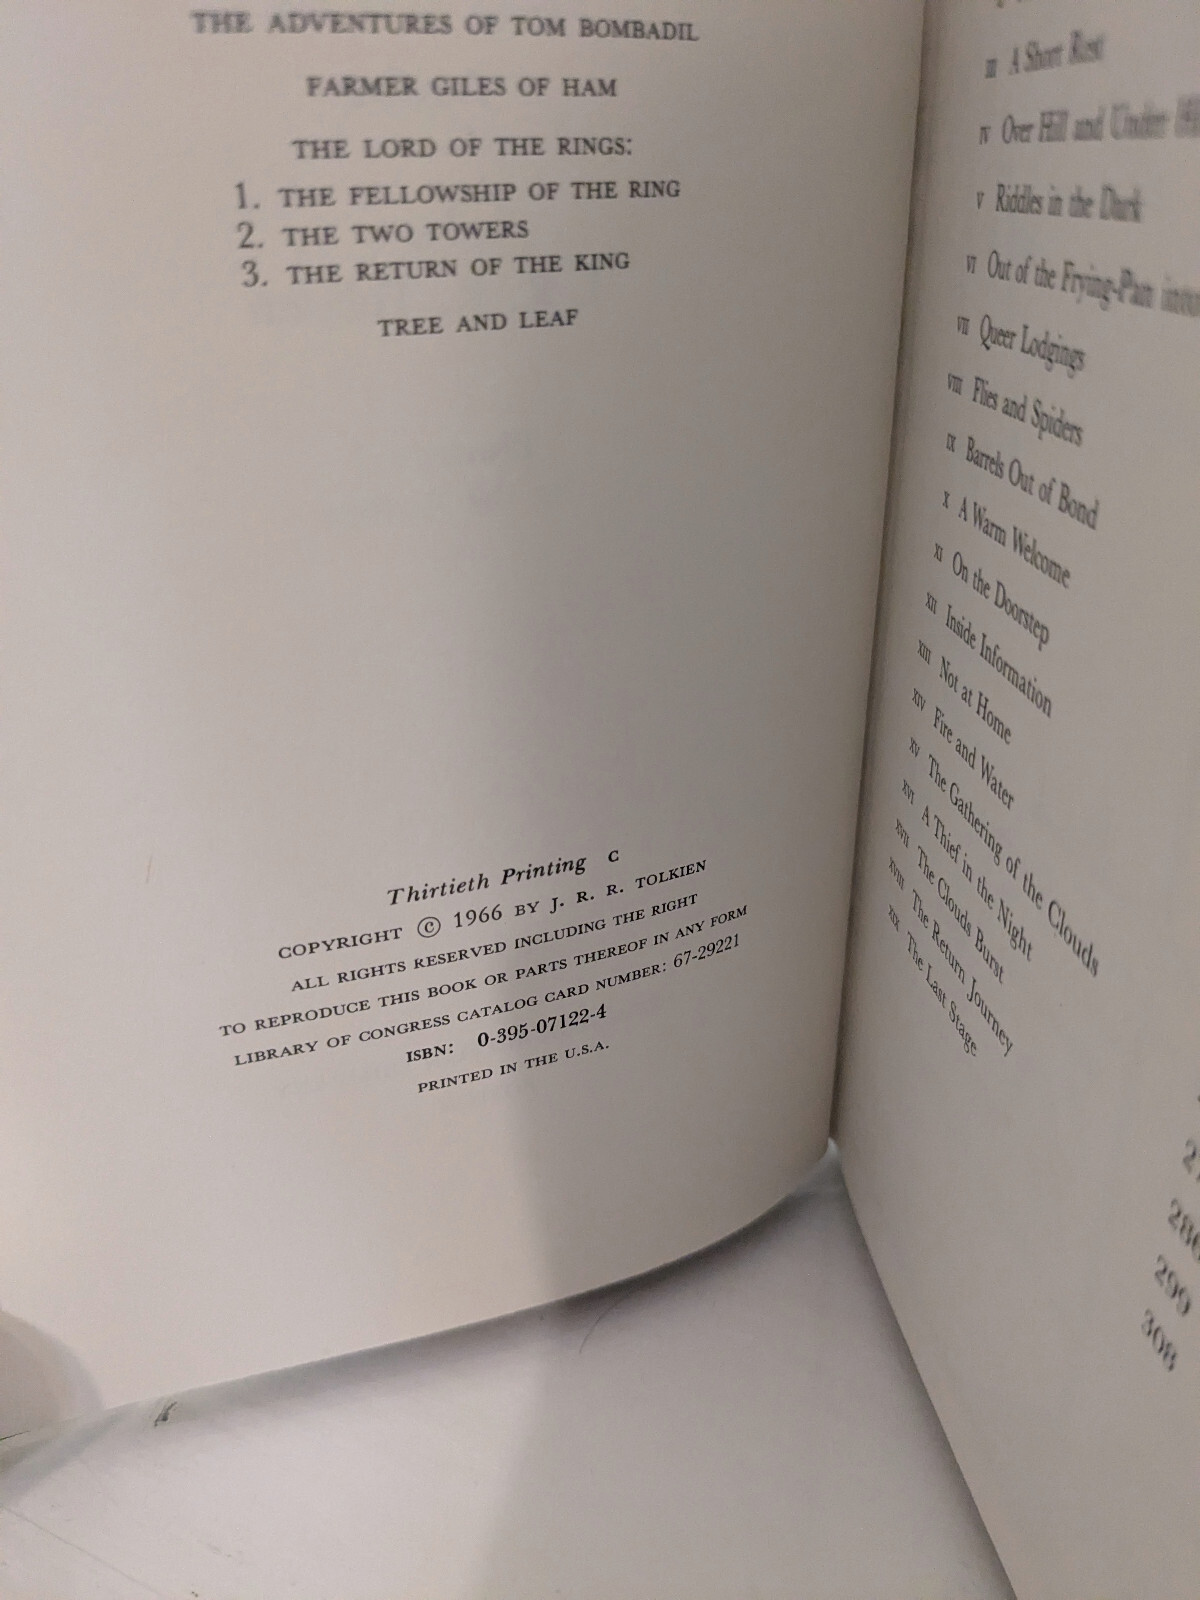 THE ADVENTURES OF TOM BOMBADIL
FARMER GILES OF HAM
THE LORD OF THE RINGS:
1. THE FELLOWSHIP OF THE RING
2. THE TWO TOWERS
3. THE RETURN OF THE KING
TREE AND LEAF
Thirtieth Printing C
COPYRIGHT © 1966 BY J. R. R. TOLKIEN
ALL RIGHTS RESERVED INCLUDING THE RIGHT
TO REPRODUCE THIS BOOK OR PARTS THEREOF IN ANY FORM
LIBRARY OF CONGRESS CATALOG CARD NUMBER: 67-29221
ISBN: 0-395-07122-4
PRINTED IN THE U.S.A.
III A Short Rest
IV Over Hill and Under
V Riddles in the Dark
VI Out of the Frying-Pan
VII Queer Lodgings
VIII Flies and Spiders
IX Barrels Out of Bond
X A Warm Welcome
XI On the Doorstep
XII Inside Information
XIII Not at Home
XIV Fire and Water
XV The Gathering of the Clouds
XVI A Thief in the Night
XVII The Clouds Burst
XVIII The Return Journey
XIX The Last Stage
286
299
308